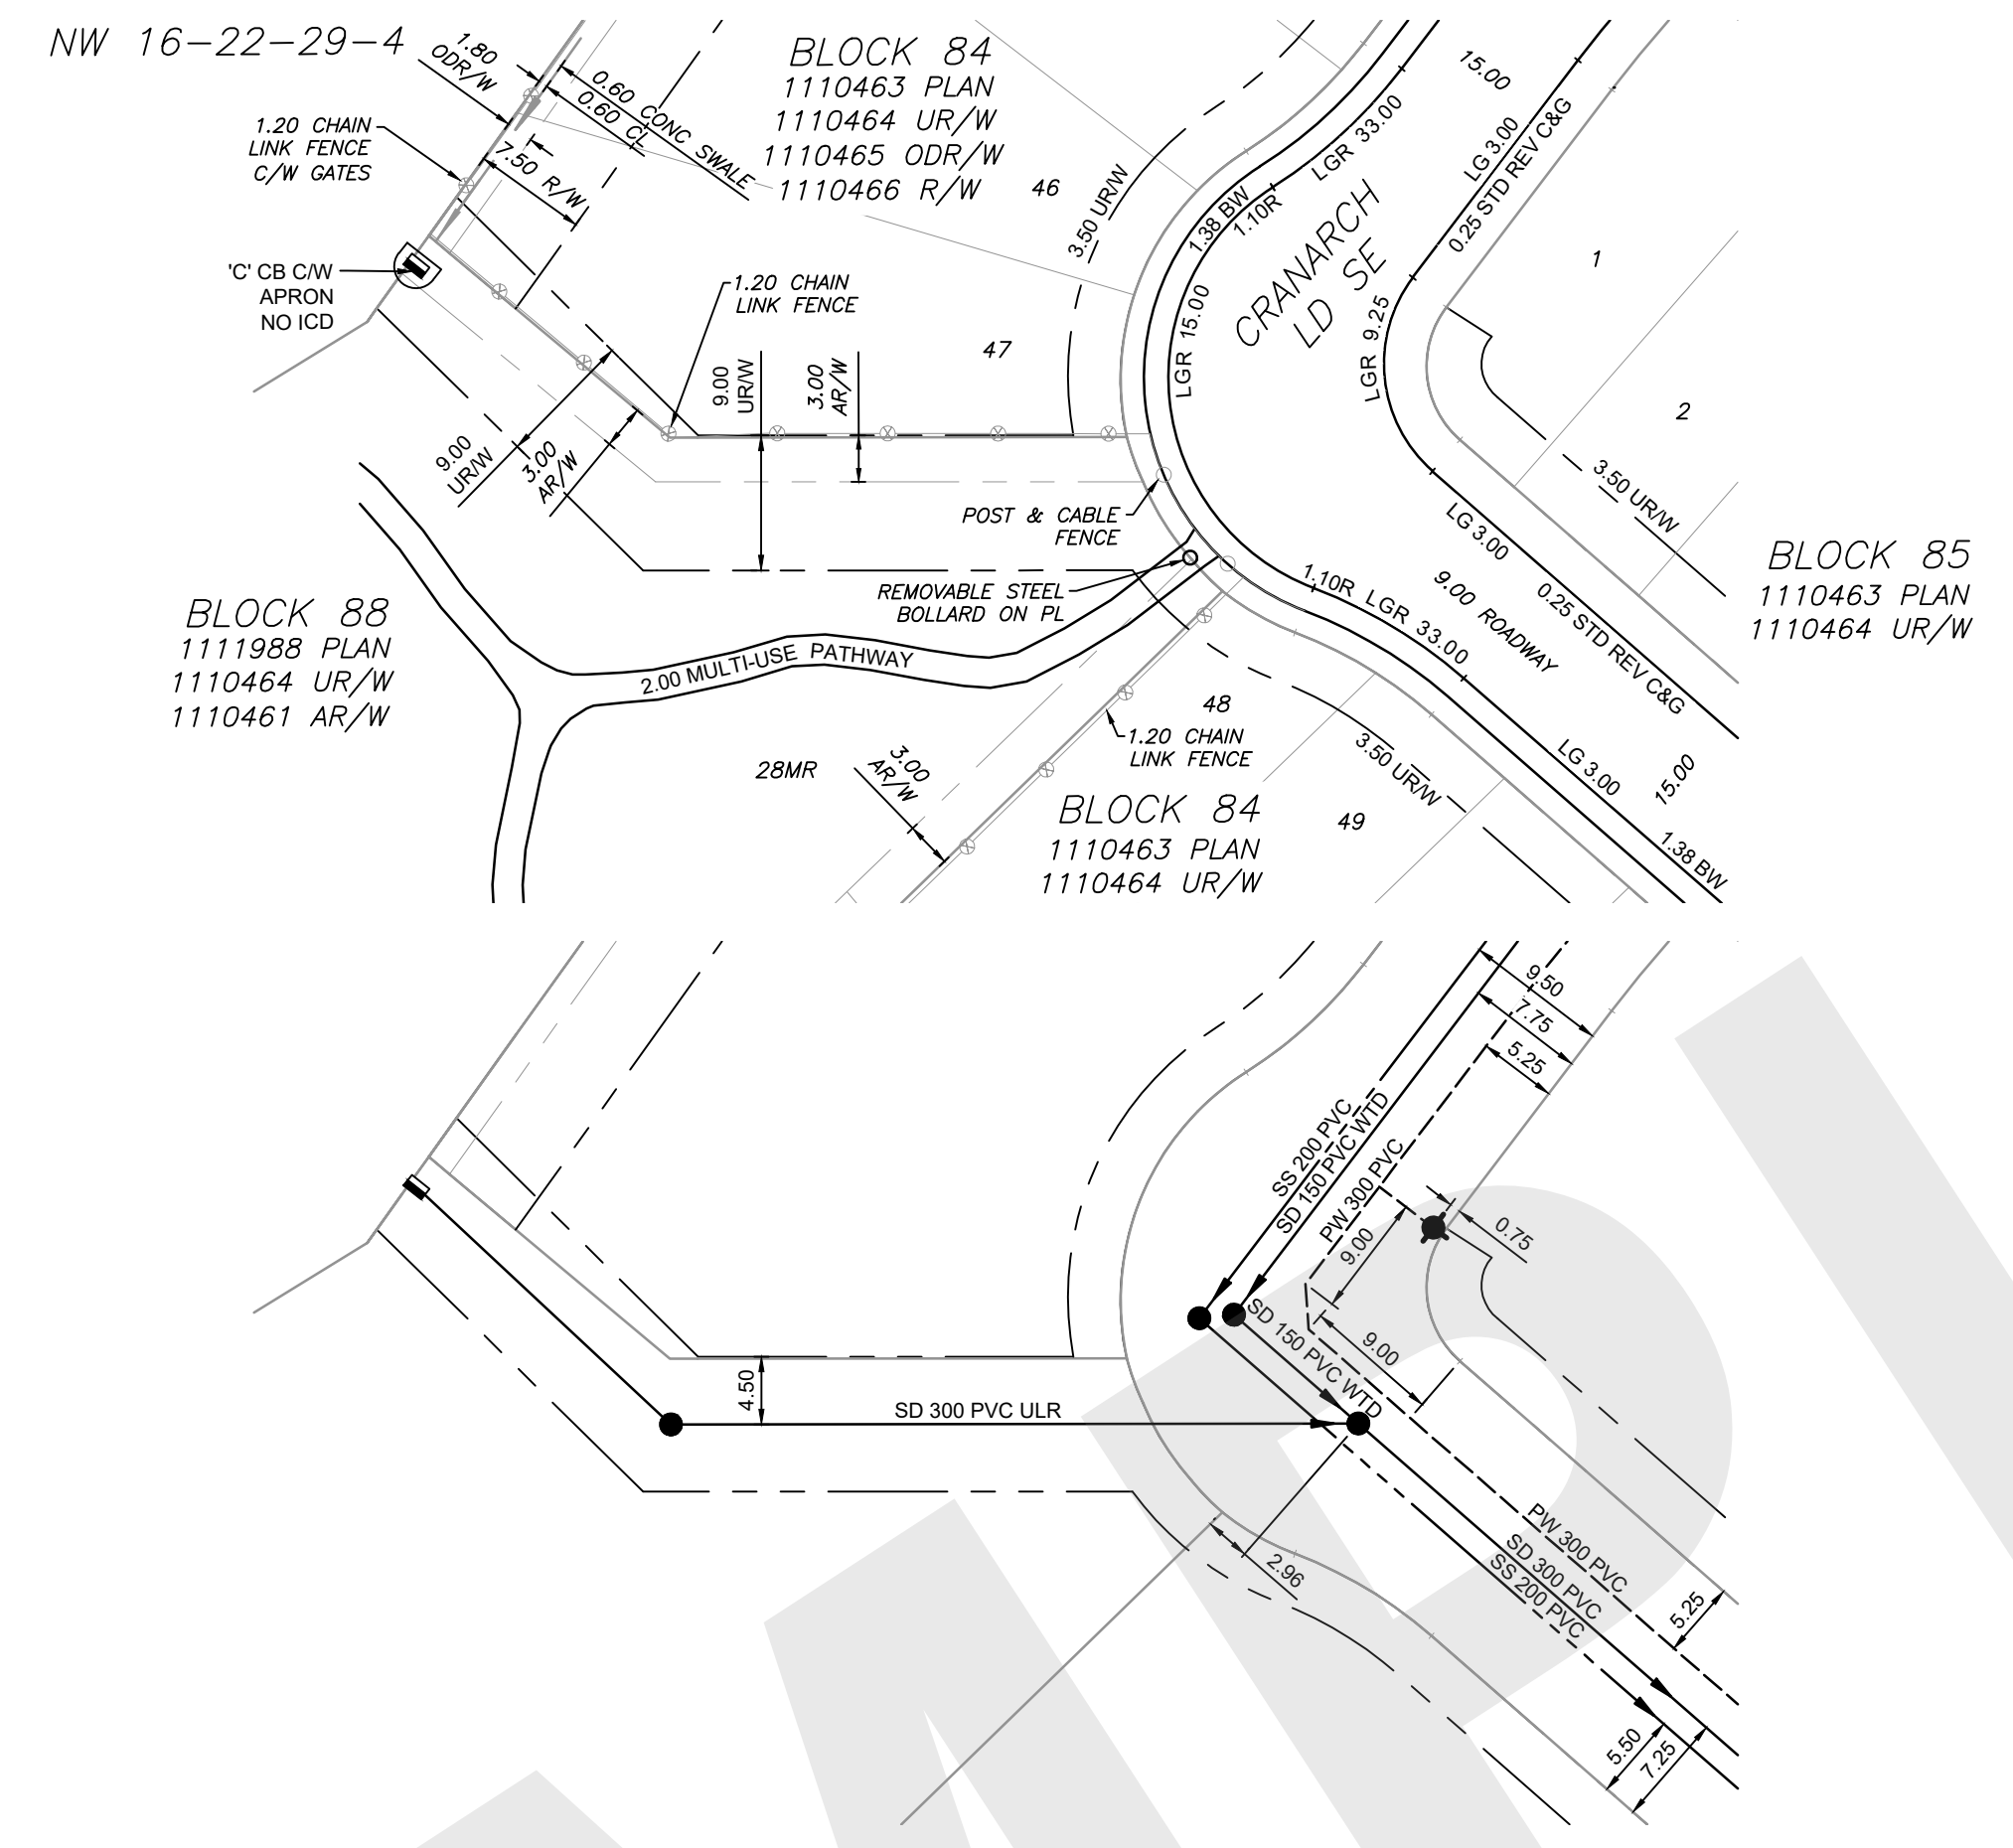 NW 16-22-29-4
1.80
ODR/W
0.60 CONC SWALE
0.60 CL
7.50 R/W
1.20 CHAIN
LINK FENCE
C/W GATES
BLOCK 84
1110463 PLAN
1110464 UR/W
1110465 ODR/W
1110466 R/W
46
3.50 UR/W
1.38 BW
1.10R
LGR 33.00
15.00
LG 3.00
0.25 STD REV C&G
CRANARCH
LD SE
1
'C' CB C/W
APRON
NO ICD
1.20 CHAIN
LINK FENCE
47
LGR 15.00
LGR 9.25
2
9.00
UR/W
3.00
AR/W
9.00
UR/W
3.00
AR/W
3.50 UR/W
POST & CABLE
FENCE
LG 3.00
BLOCK 85
1110463 PLAN
1110464 UR/W
REMOVABLE STEEL
BOLLARD ON PL
1.10R
LGR 33.00
9.00 ROADWAY
0.25 STD REV C&G
BLOCK 88
1111988 PLAN
1110464 UR/W
1110461 AR/W
2.00 MULTI-USE PATHWAY
48
1.20 CHAIN
LINK FENCE
3.50 UR/W
LG 3.00
15.00
28MR
3.00
AR/W
BLOCK 84
1110463 PLAN
1110464 UR/W
49
1.38 BW
9.50
7.75
5.25
SS 200 PVC
SD 150 PVC WTD
PW 300 PVC
9.00
0.75
SD 150 PVC WTD
9.00
4.50
SD 300 PVC ULR
2.96
PW 300 PVC
SD 300 PVC
SS 200 PVC
5.25
5.50
7.25